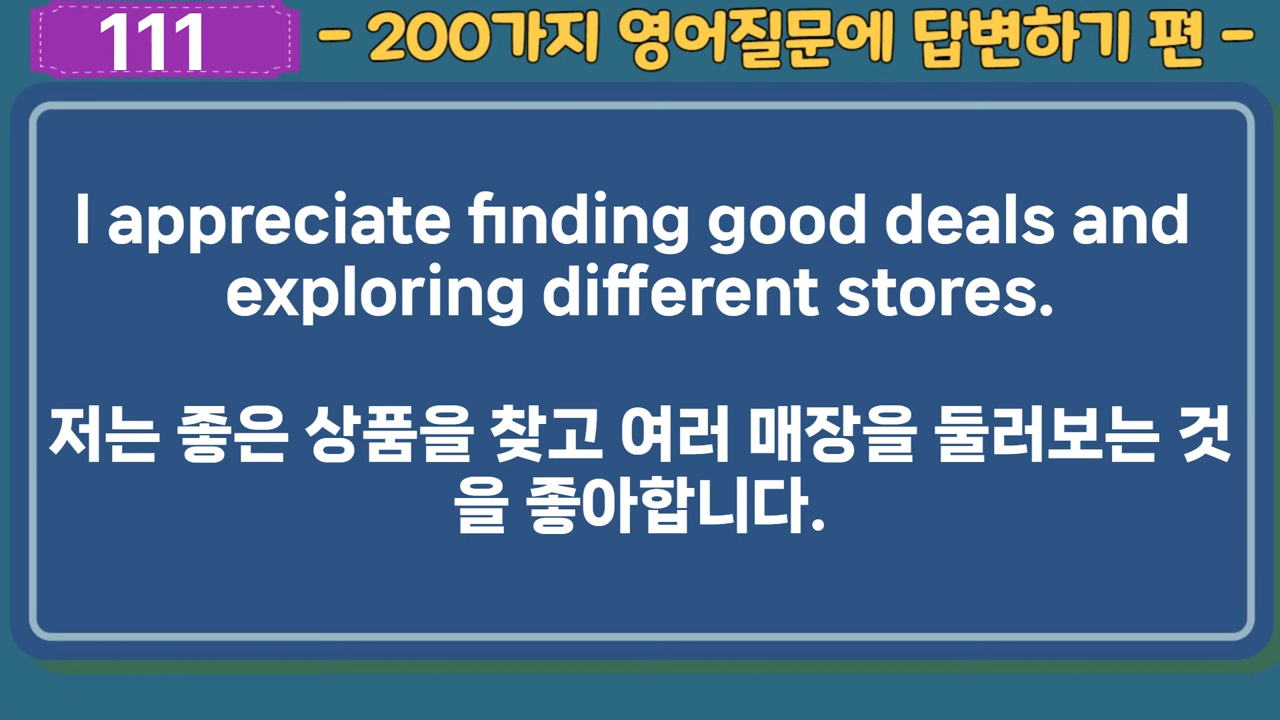 111
- 200가지 영어질문에 답변하기 편 -
I appreciate finding good deals and
exploring different stores.
저는 좋은 상품을 찾고 여러 매장을 둘러보는 것
을 좋아합니다.